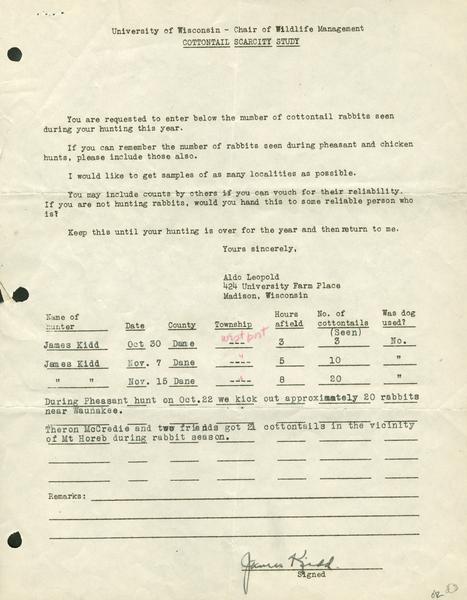 University of Wisconsin - Chair of Wildlife Management
COTTONTAIL SCARCITY STUDY
You are requested to enter below the number of cottontail rabbits seen
during your hunting this year.
If you can remember the number of rabbits seen during pheasant and chicken
hunts, please include those also.
I would like to get samples of as many localities as possible.
You may include counts by others if you can vouch for their reliability.
If you are not hunting rabbits, would you hand this to some reliable person who
is?
Keep this until your hunting is over for the year and then return to me.
Yours sincerely,
Aldo Leopold
424 University Farm Place
Madison, Wisconsin
Name of hunter Date County Township Hours afield No. of cottontails (Seen) Was dog used?
James Kidd Oct 30 Dane ---- 3 3 No.
James Kidd Nov. 7 Dane ---- 5 10 "
" " Nov. 15 Dane ---- 8 20 "
During Pheasant hunt on Oct.22 we kick out approximately 20 rabbits
near Waunakee.
Theron McCredie and two friends got 21 cottontails in the vicinity
of Mt Horeb during rabbit season.
Remarks:
James Kidd
Signed